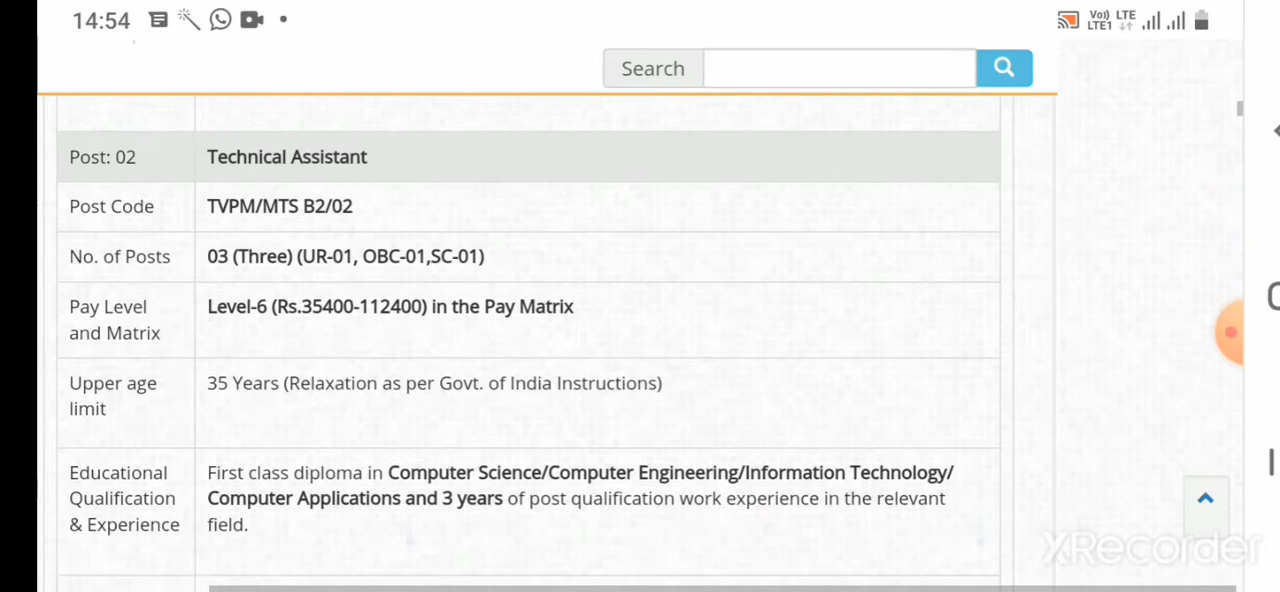 14:54
Vo) LTE
LTE1
Search
Post: 02 Technical Assistant
Post Code TVPM/MTS B2/02
No. of Posts 03 (Three) (UR-01, OBC-01,SC-01)
Pay Level Level-6 (Rs.35400-112400) in the Pay Matrix
and Matrix
Upper age 35 Years (Relaxation as per Govt. of India Instructions)
limit
Educational First class diploma in Computer Science/Computer Engineering/Information Technology/
Qualification Computer Applications and 3 years of post qualification work experience in the relevant
& Experience field.
XRecorder